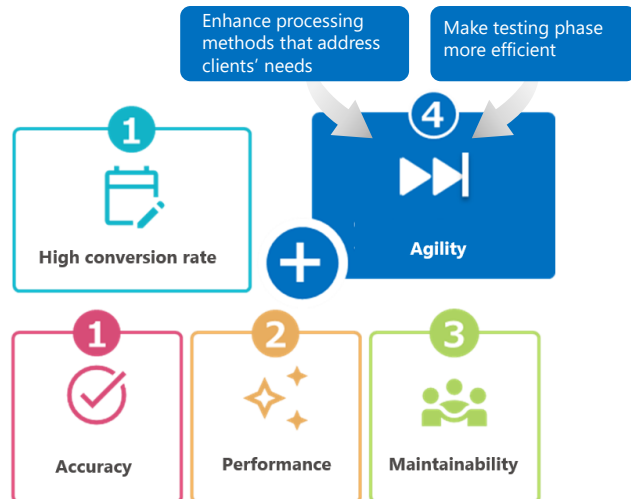 Enhance processing
methods that address
clients’ needs
Make testing phase
more efficient
1
High conversion rate
4
Agility
1
Accuracy
2
Performance
3
Maintainability